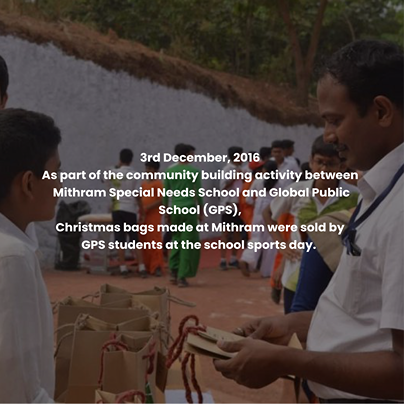 3rd December, 2016
As part of the community building activity between
Mithram Special Needs School and Global Public
School (GPS),
Christmas bags made at Mithram were sold by
GPS students at the school sports day.